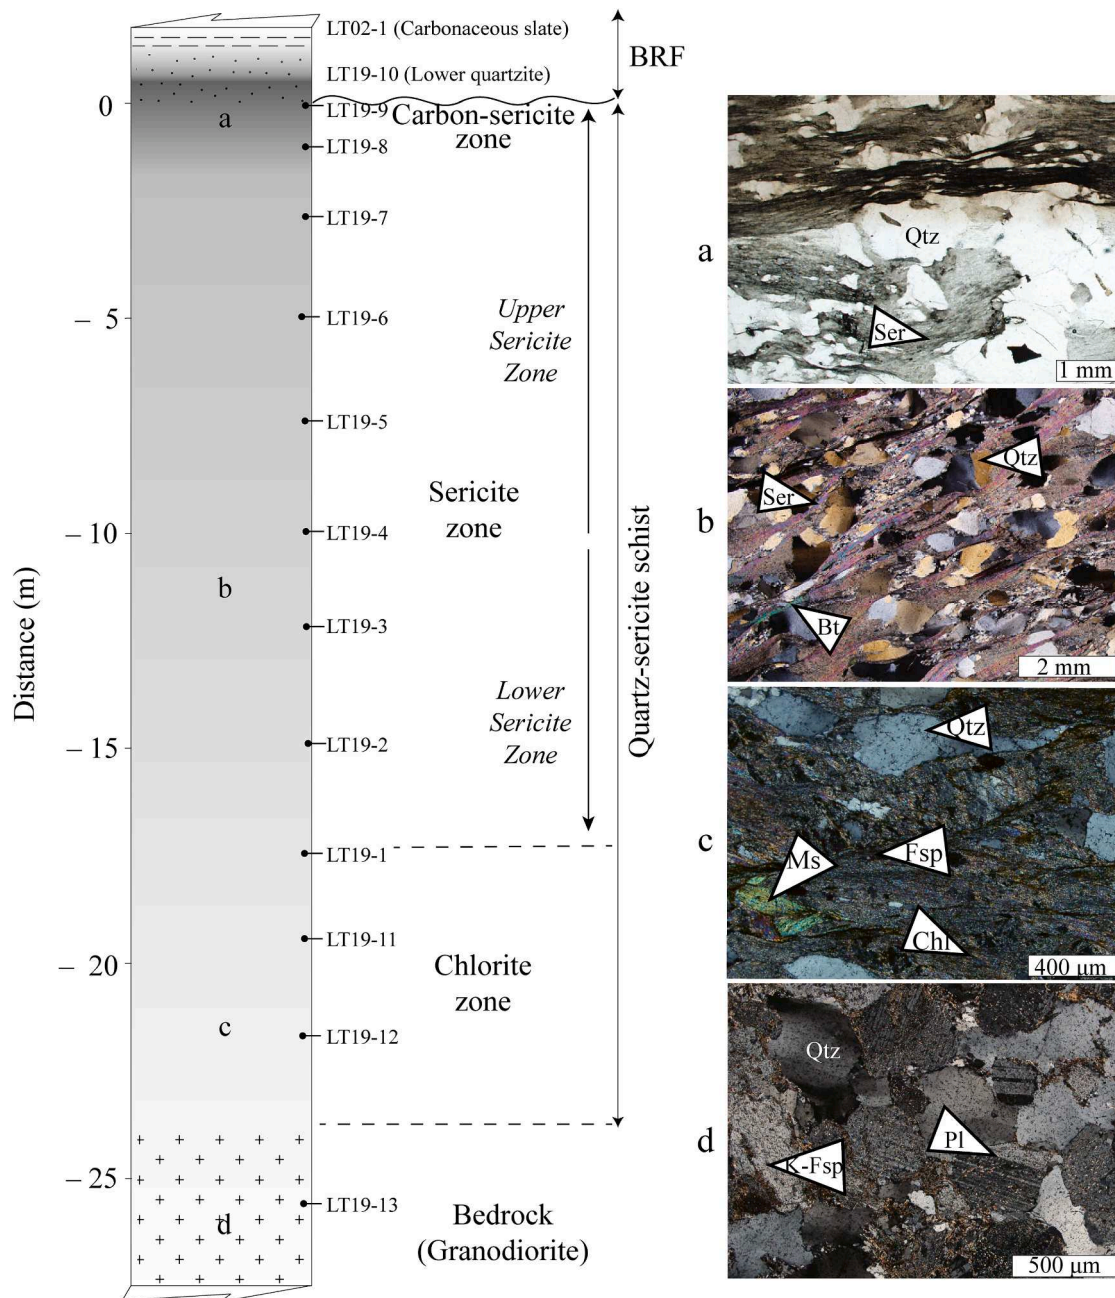 LT02-1 (Carbonaceous slate)
BRF
LT19-10 (Lower quartzite)
0
LT19-9
Carbon-sericite
zone
a
LT19-8
LT19-7
– 5
LT19-6
Upper
Sericite
Zone
LT19-5
Sericite
zone
– 10
LT19-4
b
LT19-3
Lower
Sericite
Zone
– 15
LT19-2
LT19-1
Quartz-sericite schist
Distance (m)
LT19-11
– 20
Chlorite
zone
c
LT19-12
– 25
LT19-13
d
Bedrock
(Granodiorite)
a
Qtz
Ser
1 mm
b
Qtz
Ser
Bt
2 mm
c
Qtz
Ms
Fsp
Chl
400 µm
d
Qtz
Pl
K-Fsp
500 µm